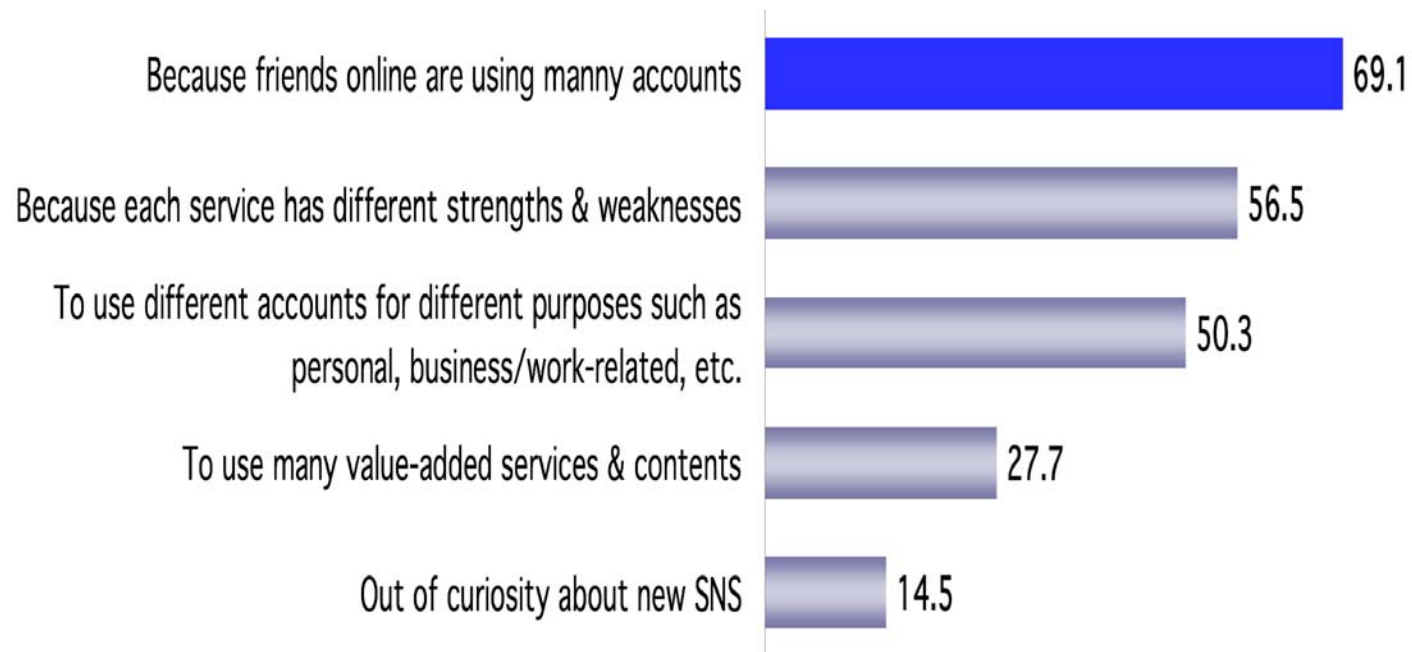 Because friends online are using manny accounts
69.1
Because each service has different strengths & weaknesses
56.5
To use different accounts for different purposes such as
personal, business/work-related, etc.
50.3
To use many value-added services & contents
27.7
Out of curiosity about new SNS
14.5